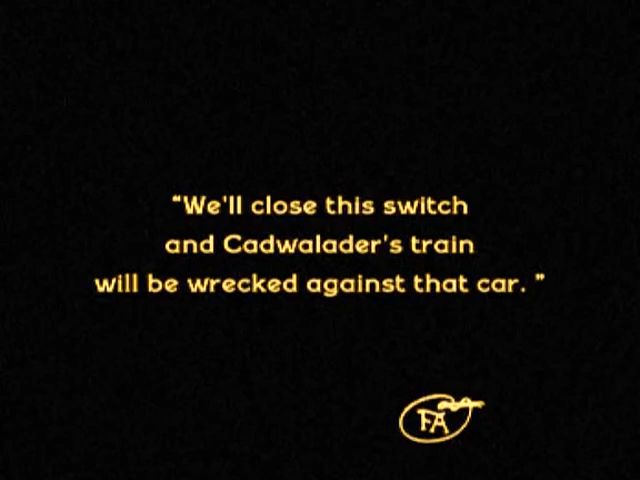 “We'll close this switch
and Cadwalader's train
will be wrecked against that car. ”
FA